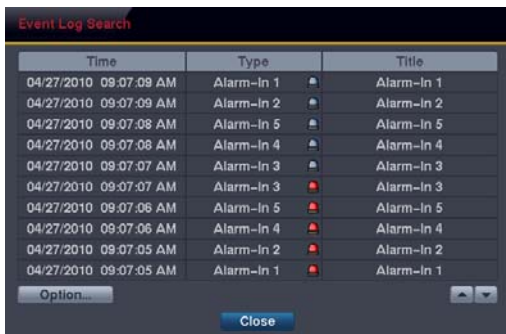 Event Log Search
Time Type Title
04/27/2010 09:07:09 AM Alarm-In 1 Alarm-In 1
04/27/2010 09:07:09 AM Alarm-In 2 Alarm-In 2
04/27/2010 09:07:08 AM Alarm-In 5 Alarm-In 5
04/27/2010 09:07:08 AM Alarm-In 4 Alarm-In 4
04/27/2010 09:07:07 AM Alarm-In 3 Alarm-In 3
04/27/2010 09:07:07 AM Alarm-In 3 Alarm-In 3
04/27/2010 09:07:06 AM Alarm-In 5 Alarm-In 5
04/27/2010 09:07:06 AM Alarm-In 4 Alarm-In 4
04/27/2010 09:07:05 AM Alarm-In 2 Alarm-In 2
04/27/2010 09:07:05 AM Alarm-In 1 Alarm-In 1
Option...
Close